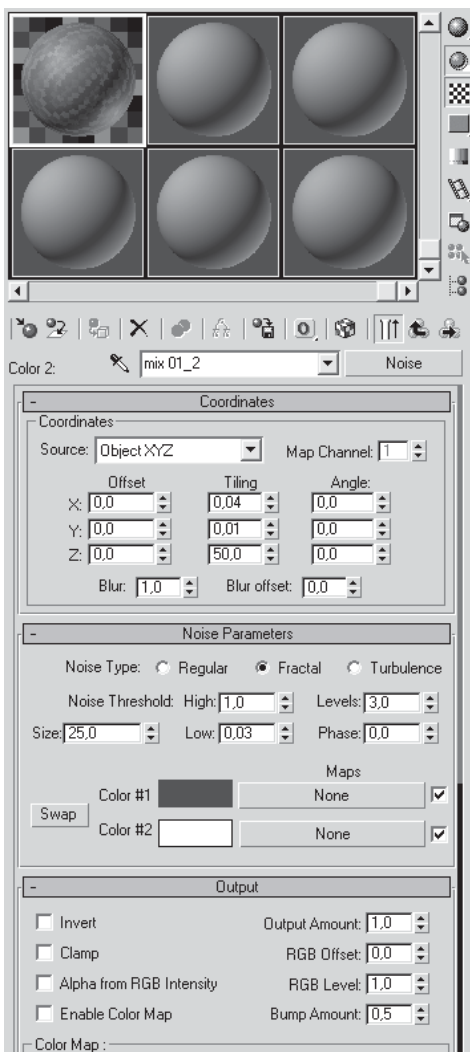 Color 2: mix 01_2 Noise
- Coordinates
Coordinates
Source: Object XYZ Map Channel: 1
Offset Tiling Angle:
X: 0,0 0,04 0,0
Y: 0,0 0,01 0,0
Z: 0,0 50,0 0,0
Blur: 1,0 Blur offset: 0,0
- Noise Parameters
Noise Type: Regular Fractal Turbulence
Noise Threshold: High: 1,0 Levels: 3,0
Size: 25,0 Low: 0,03 Phase: 0,0
Maps
Swap Color #1 None
Color #2 None
- Output
Invert Output Amount: 1,0
Clamp RGB Offset: 0,0
Alpha from RGB Intensity RGB Level: 1,0
Enable Color Map Bump Amount: 0,5
Color Map :